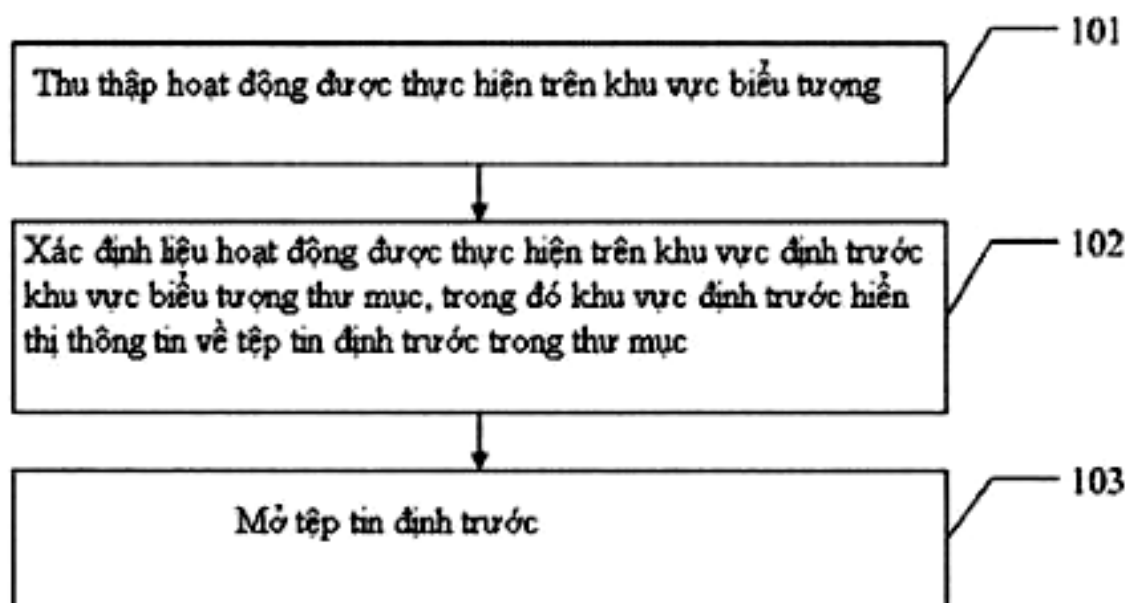 101
Thu thập hoạt động được thực hiện trên khu vực biểu tượng
102
Xác định liệu hoạt động được thực hiện trên khu vực định trước
khu vực biểu tượng thư mục, trong đó khu vực định trước hiển
thị thông tin về tệp tin định trước trong thư mục
103
Mở tệp tin định trước